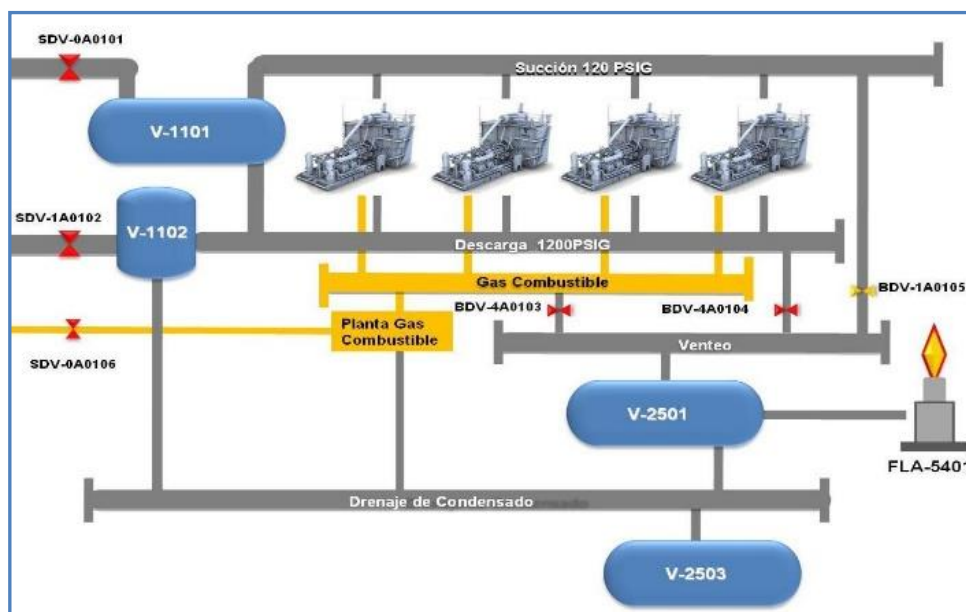 SDV-0A0101
Succión 120 PSIG
V-1101
SDV-1A0102
V-1102
Descarga 1200PSIG
Gas Combustible
BDV-1A0105
BDV-4A0103
BDV-4A0104
Planta Gas
Combustible
SDV-0A0106
Venteo
V-2501
FLA-5401
Drenaje de Condensado
V-2503